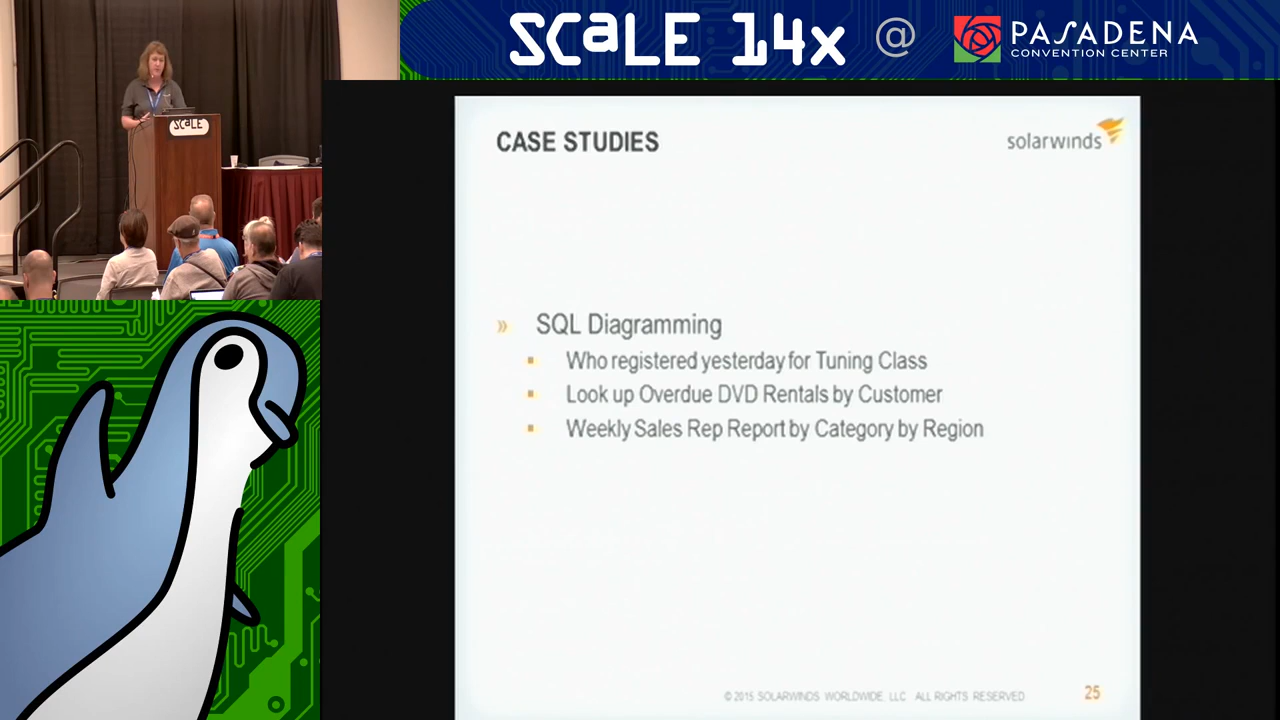 SCaLE 14x @ PASADENA
CONVENTION CENTER
SCaLE
CASE STUDIES
solarwinds
» SQL Diagramming
▪ Who registered yesterday for Tuning Class
▪ Look up Overdue DVD Rentals by Customer
▪ Weekly Sales Rep Report by Category by Region
© 2015 SOLARWINDS WORLDWIDE, LLC ALL RIGHTS RESERVED
25